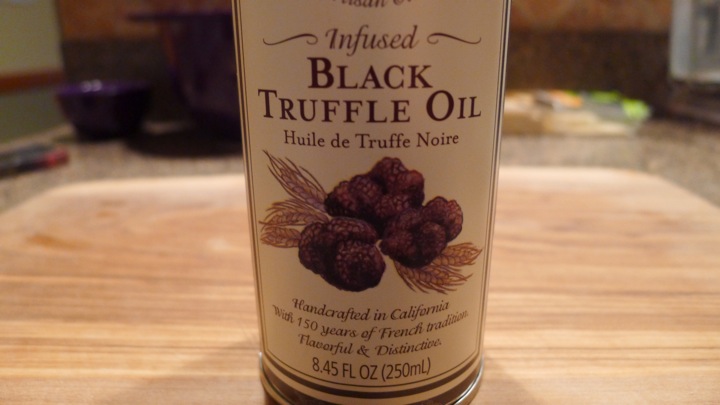 Infused
BLACK
TRUFFLE OIL
Huile de Truffe Noire
Handcrafted in California
With 150 years of French tradition.
Flavorful & Distinctive.
8.45 FL OZ (250mL)